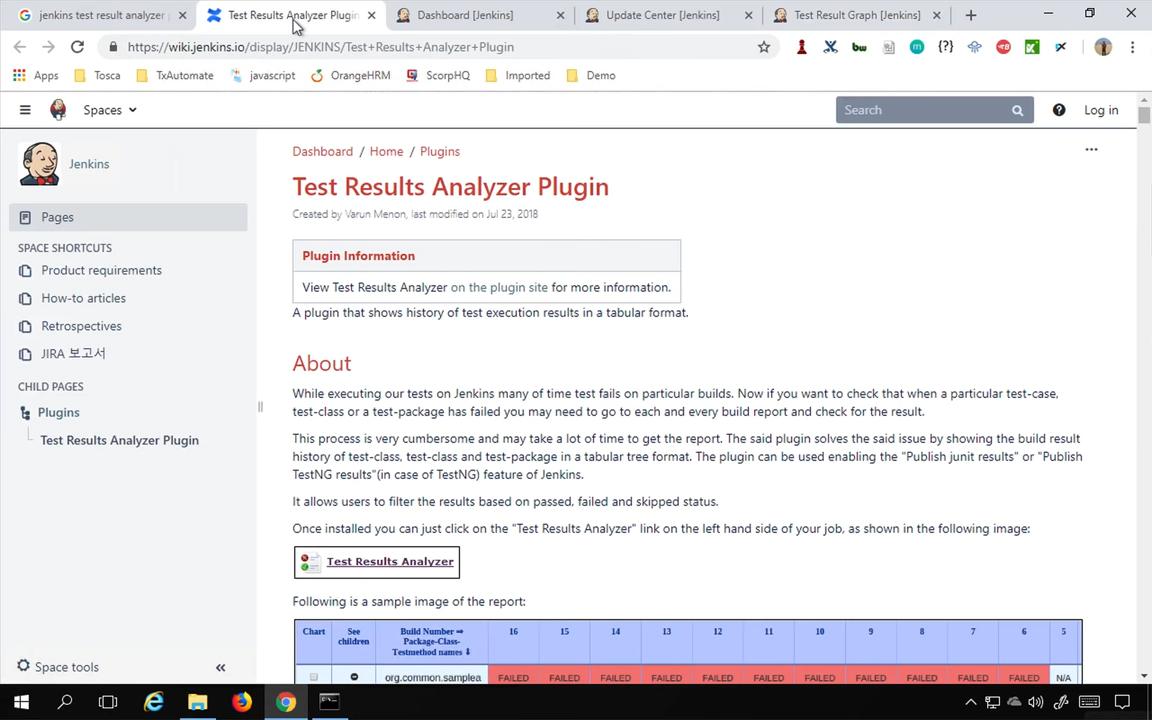 jenkins test result analyzer
Test Results Analyzer Plugin
Dashboard [Jenkins]
Update Center [Jenkins]
Test Result Graph [Jenkins]
https://wiki.jenkins.io/display/JENKINS/Test+Results+Analyzer+Plugin
Apps
Tosca
TxAutomate
javascript
OrangeHRM
ScorpHQ
Imported
Demo
Spaces
Search
Log in
Jenkins
Pages
SPACE SHORTCUTS
Product requirements
How-to articles
Retrospectives
JIRA 보고서
CHILD PAGES
Plugins
Test Results Analyzer Plugin
Space tools
Dashboard / Home / Plugins
Test Results Analyzer Plugin
Created by Varun Menon, last modified on Jul 23, 2018
Plugin Information
View Test Results Analyzer on the plugin site for more information.
A plugin that shows history of test execution results in a tabular format.
About
While executing our tests on Jenkins many of time test fails on particular builds. Now if you want to check that when a particular test-case,
test-class or a test-package has failed you may need to go to each and every build report and check for the result.
This process is very cumbersome and may take a lot of time to get the report. The said plugin solves the said issue by showing the build result
history of test-class, test-class and test-package in a tabular tree format. The plugin can be used enabling the "Publish junit results" or "Publish
TestNG results"(in case of TestNG) feature of Jenkins.
It allows users to filter the results based on passed, failed and skipped status.
Once installed you can just click on the "Test Results Analyzer" link on the left hand side of your job, as shown in the following image:
Test Results Analyzer
Following is a sample image of the report:
Chart See children Build Number ⇒ Package-Class-Testmethod names ⇓ 16 15 14 13 12 11 10 9 8 7 6 5
org.common.samplea FAILED FAILED FAILED FAILED FAILED FAILED FAILED FAILED FAILED FAILED FAILED N/A